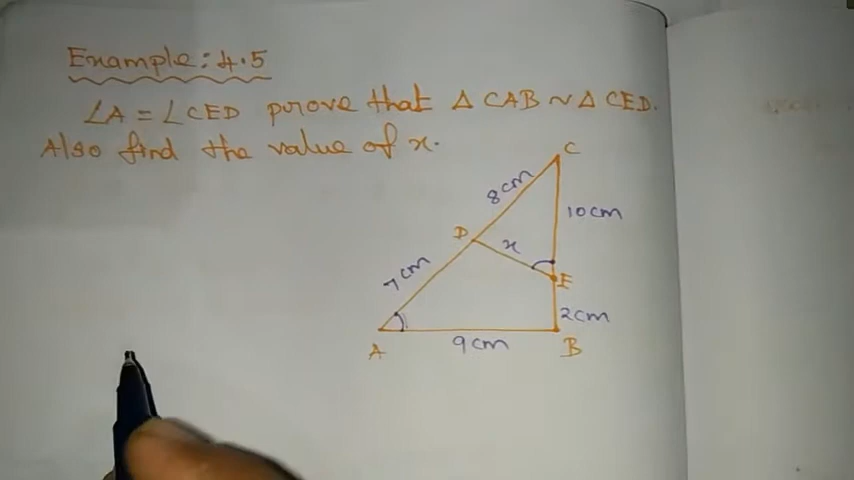 Example: 4.5
∠A = ∠CED prove that Δ CAB ~ Δ CED.
Also find the value of x.
C
8cm
10cm
D
x
7cm
E
2cm
A
9cm
B